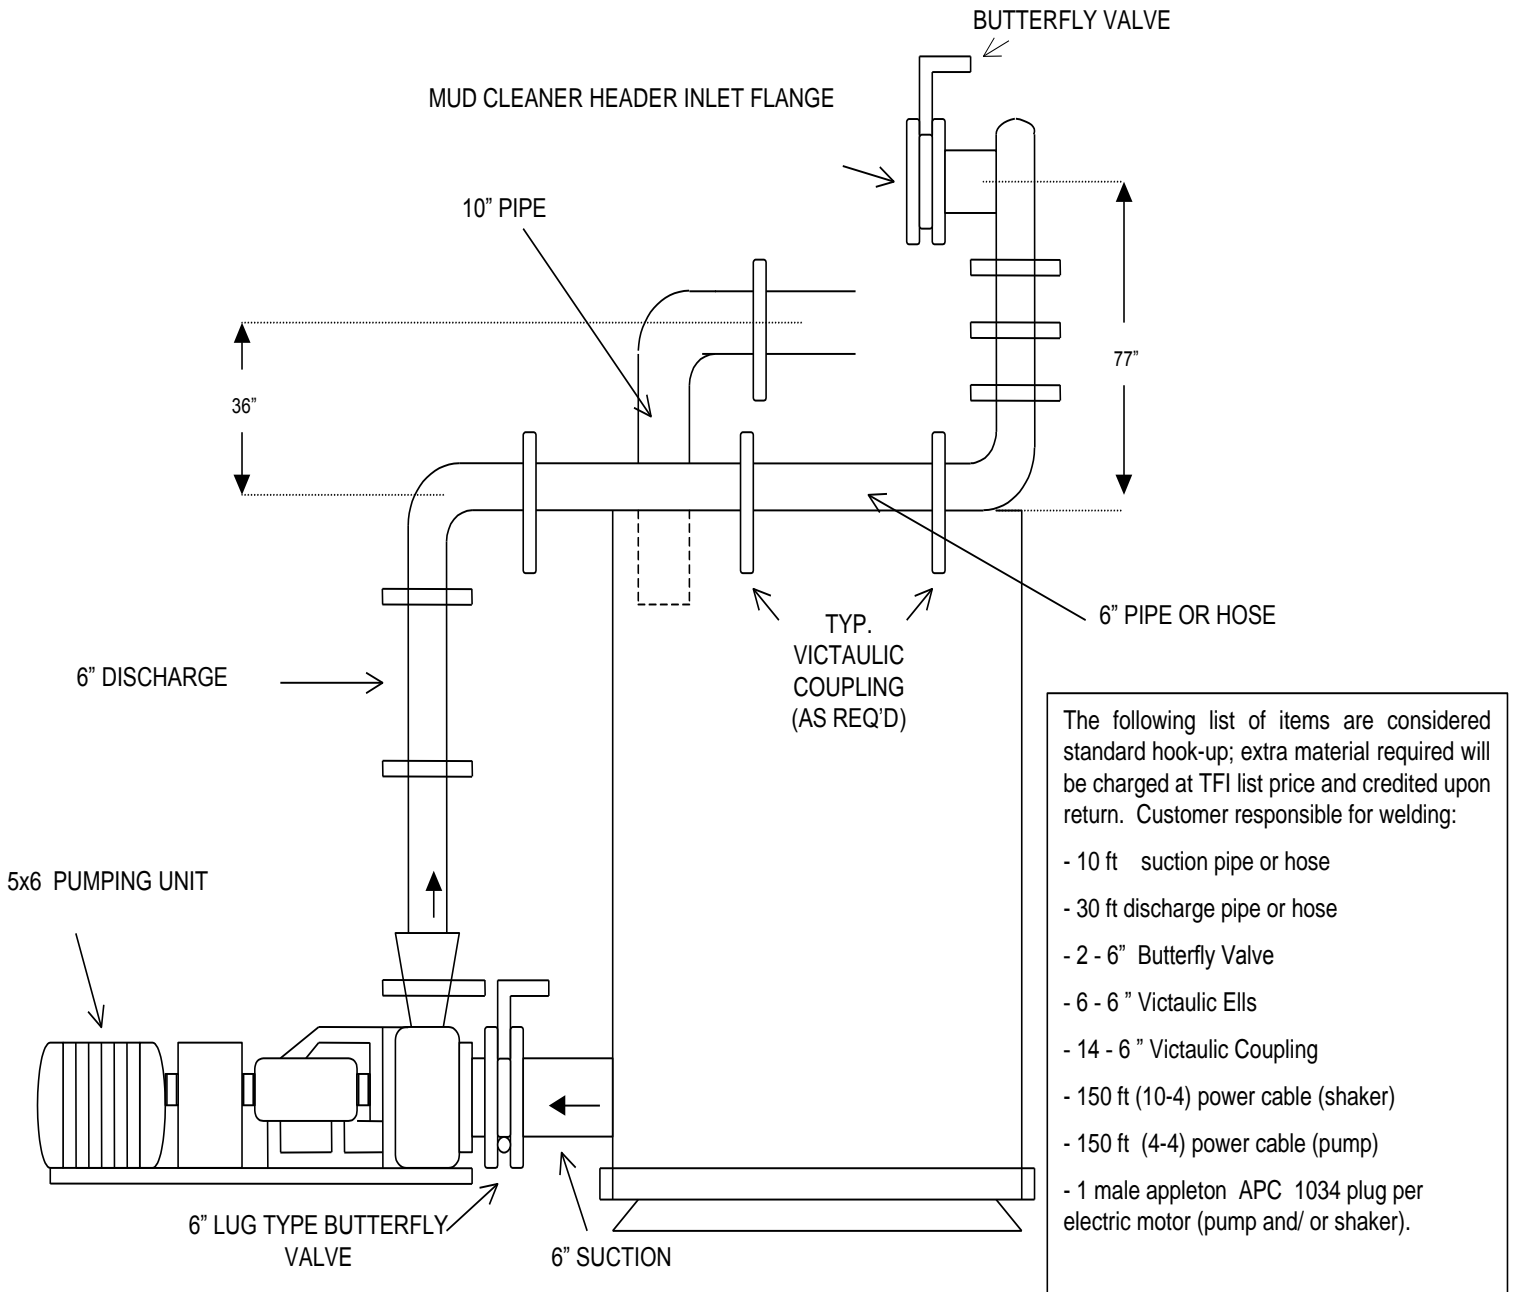 BUTTERFLY VALVE
MUD CLEANER HEADER INLET FLANGE
10” PIPE
36”
77”
6” PIPE OR HOSE
TYP.
VICTAULIC
COUPLING
(AS REQ’D)
6” DISCHARGE
5x6 PUMPING UNIT
6” LUG TYPE BUTTERFLY
VALVE
6” SUCTION
The following list of items are considered
standard hook-up; extra material required will
be charged at TFI list price and credited upon
return. Customer responsible for welding:
- 10 ft suction pipe or hose
- 30 ft discharge pipe or hose
- 2 - 6” Butterfly Valve
- 6 - 6 ” Victaulic Ells
- 14 - 6 ” Victaulic Coupling
- 150 ft (10-4) power cable (shaker)
- 150 ft (4-4) power cable (pump)
- 1 male appleton APC 1034 plug per
electric motor (pump and/ or shaker).